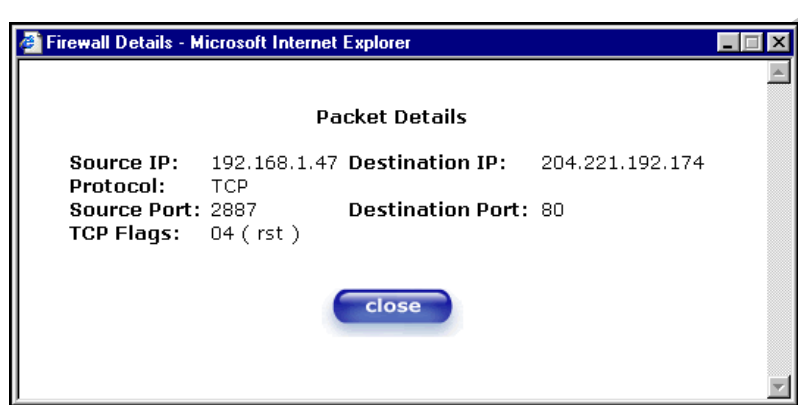 Firewall Details - Microsoft Internet Explorer
Packet Details
Source IP: 192.168.1.47 Destination IP: 204.221.192.174
Protocol: TCP
Source Port: 2887 Destination Port: 80
TCP Flags: 04 ( rst )
close